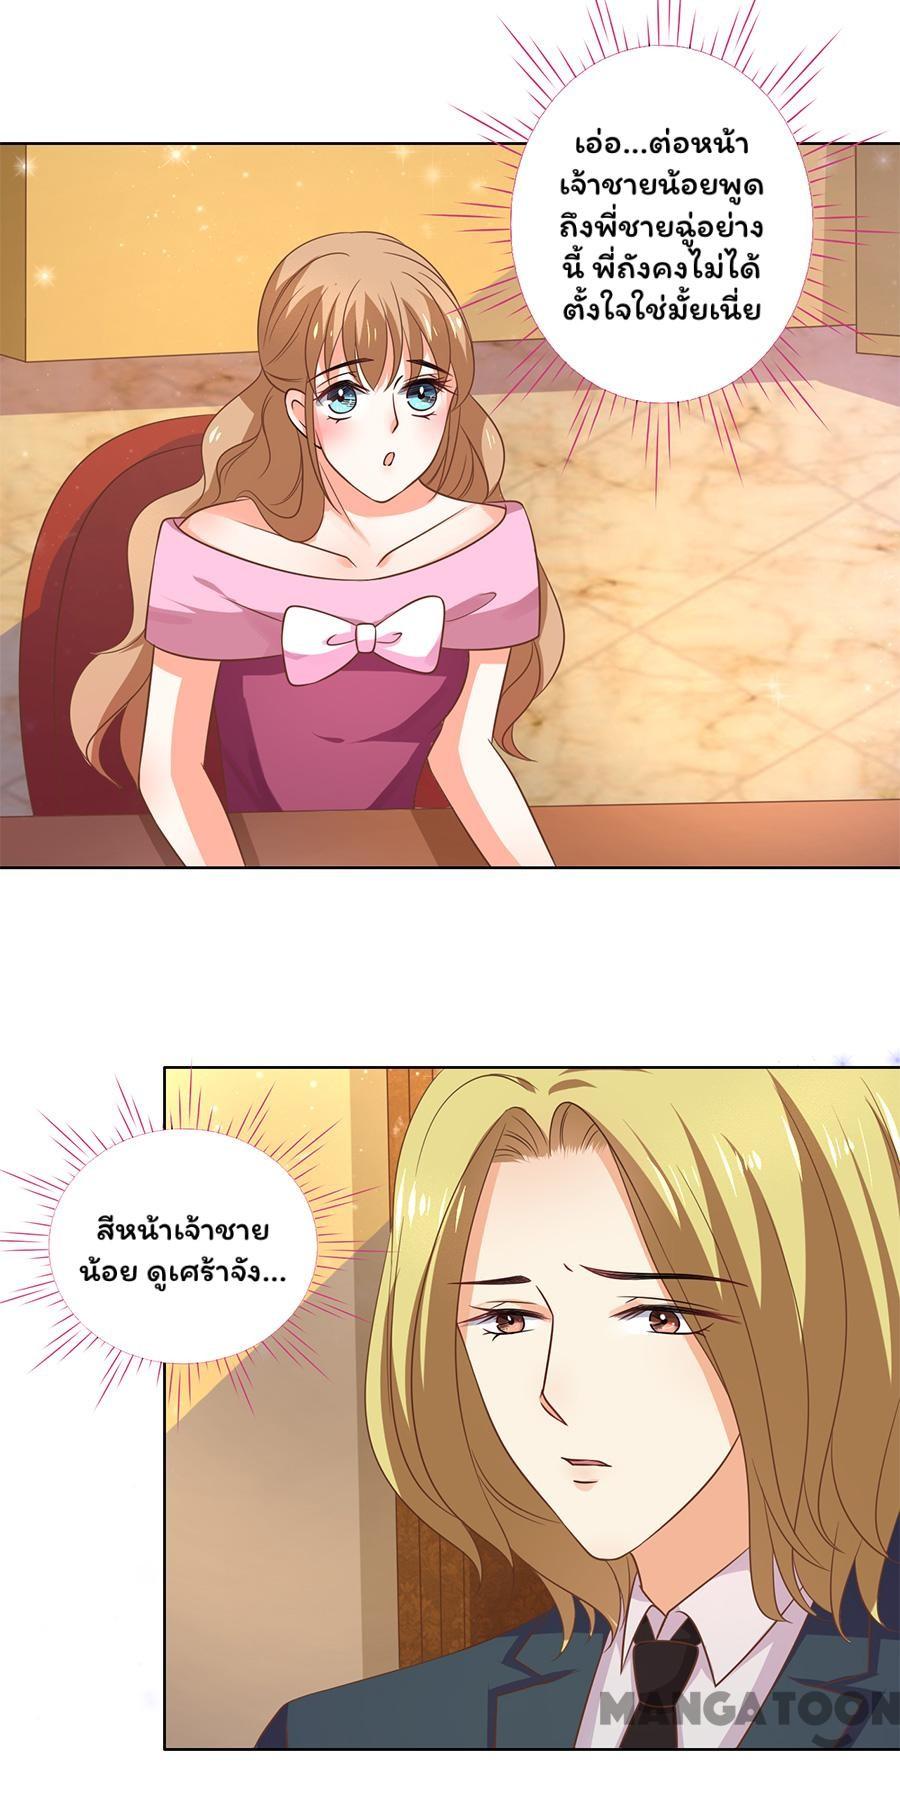 เอ่อ...ต่อหน้า
เจ้าชายน้อยพูด
ถึงพี่ชายฉู่อย่าง
นี้ พี่ถังคงไม่ได้
ตั้งใจใช่มั้ยเนี่ย
สีหน้าเจ้าชาย
น้อย ดูเศร้าจัง...
MANGATOON